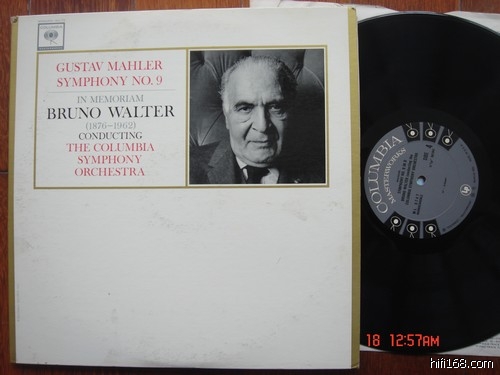 GUSTAV MAHLER
SYMPHONY NO. 9
IN MEMORIAM
BRUNO WALTER
(1876–1962)
CONDUCTING
THE COLUMBIA
SYMPHONY
ORCHESTRA
COLUMBIA
MASTERWORKS
18 12:57AM
hifi168.com